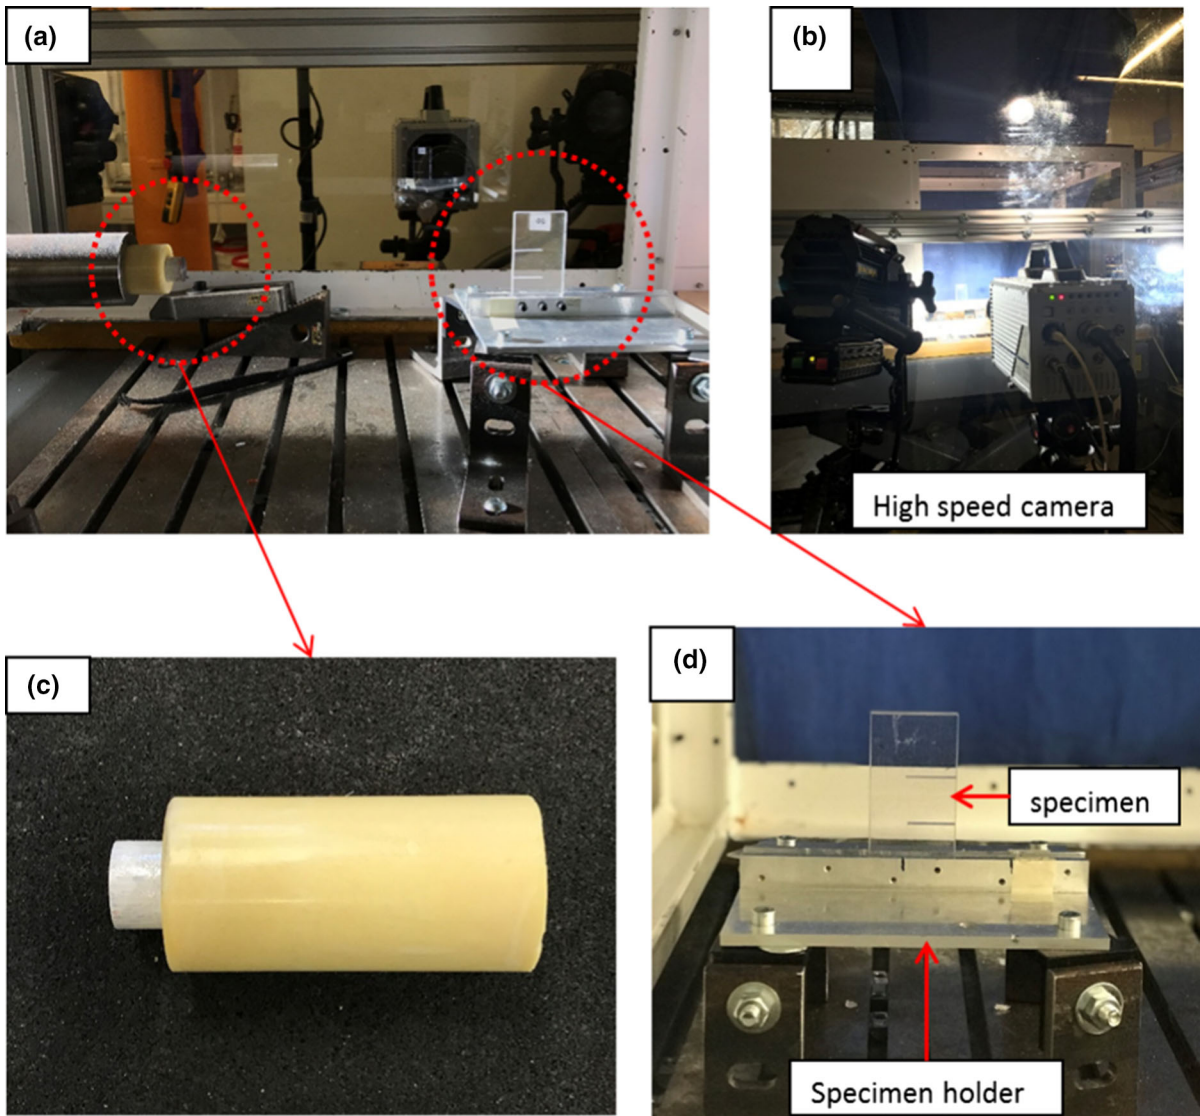 (a)
(b)
High speed camera
(c)
(d)
specimen
Specimen holder